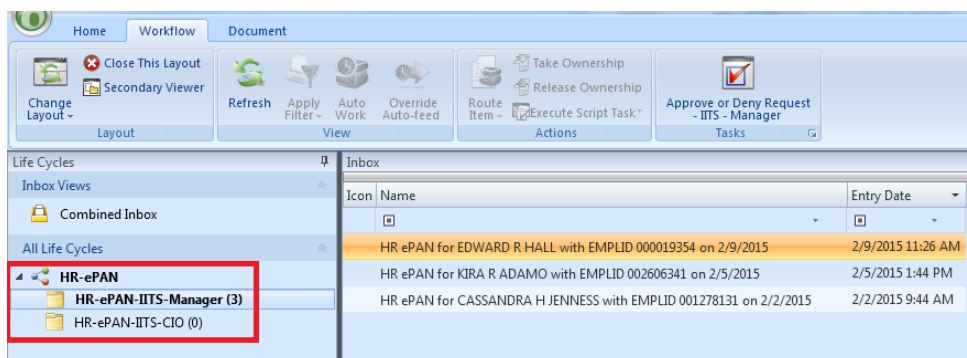 Home Workflow Document
Close This Layout
Secondary Viewer
Change Layout
Layout
Refresh
Apply Filter
Auto Work
Override Auto-feed
View
Route Item
Take Ownership
Release Ownership
Execute Script Task
Actions
Approve or Deny Request
- IITS - Manager
Tasks
Life Cycles
Inbox Views
Combined Inbox
All Life Cycles
HR-ePAN
HR-ePAN-IITS-Manager (3)
HR-ePAN-IITS-CIO (0)
Inbox
Icon Name Entry Date
HR ePAN for EDWARD R HALL with EMPLID 000019354 on 2/9/2015 2/9/2015 11:26 AM
HR ePAN for KIRA R ADAMO with EMPLID 002606341 on 2/5/2015 2/5/2015 1:44 PM
HR ePAN for CASSANDRA H JENNESS with EMPLID 001278131 on 2/2/2015 2/2/2015 9:44 AM